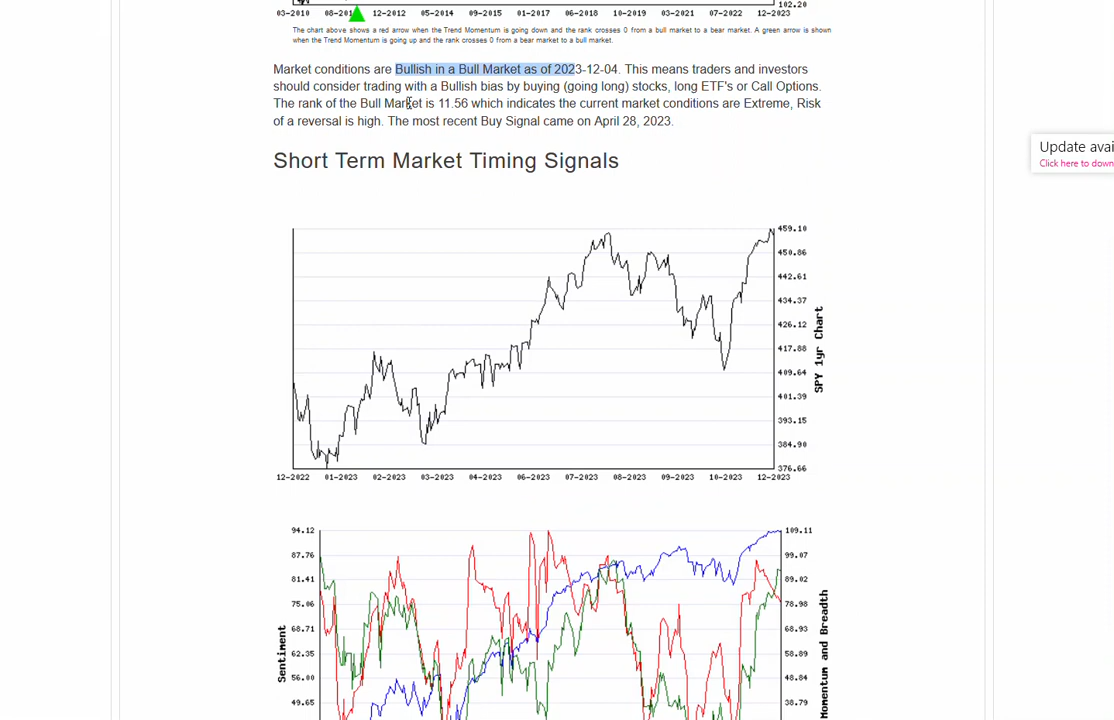 102.20
03-2010 08-201 12-2012 05-2014 09-2015 01-2017 06-2018 10-2019 03-2021 07-2022 12-2023
The chart above shows a red arrow when the Trend Momentum is going down and the rank crosses 0 from a bull market to a bear market. A green arrow is shown
when the Trend Momentum is going up and the rank crosses 0 from a bear market to a bull market.
Market conditions are Bullish in a Bull Market as of 2023-12-04. This means traders and investors
should consider trading with a Bullish bias by buying (going long) stocks, long ETF's or Call Options.
The rank of the Bull Market is 11.56 which indicates the current market conditions are Extreme, Risk
of a reversal is high. The most recent Buy Signal came on April 28, 2023.
Update avai
Click here to down
Short Term Market Timing Signals
459.10
450.86
442.61
434.37
426.12
417.88
409.64
401.39
393.15
384.90
376.66
SPY 1yr Chart
12-2022 01-2023 02-2023 03-2023 04-2023 06-2023 07-2023 08-2023 09-2023 10-2023 12-2023
94.12 109.11
87.76 99.07
81.41 89.02
75.06 78.98
68.71 68.93
62.35 58.89
56.00 48.84
49.65 38.79
Sentiment
Momentum and Breadth